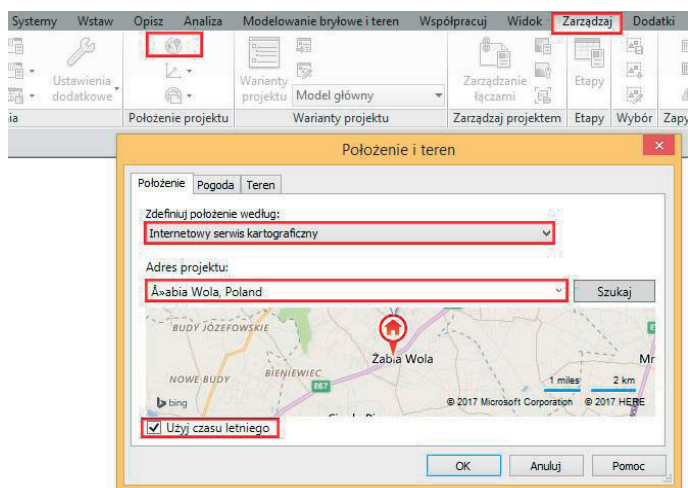 Systemy Wstaw Opisz Analiza Modelowanie bryłowe i teren Współpracuj Widok Zarządzaj Dodatki
Ustawienia dodatkowe
Warianty projektu
Model główny
Zarządzanie łączami
Etapy
Położenie projektu Warianty projektu Zarządzaj projektem Etapy Wybór
Położenie i teren
Położenie Pogoda Teren
Zdefiniuj położenie według:
Internetowy serwis kartograficzny
Adres projektu:
Å»abia Wola, Poland
Szukaj
BUDY JÓZEFOWSKIE
Żabia Wola
BIENIEWIEC
NOWE BUDY
E67
1 miles 2 km
bing
© 2017 Microsoft Corporation © 2017 HERE
Użyj czasu letniego
OK Anuluj Pomoc